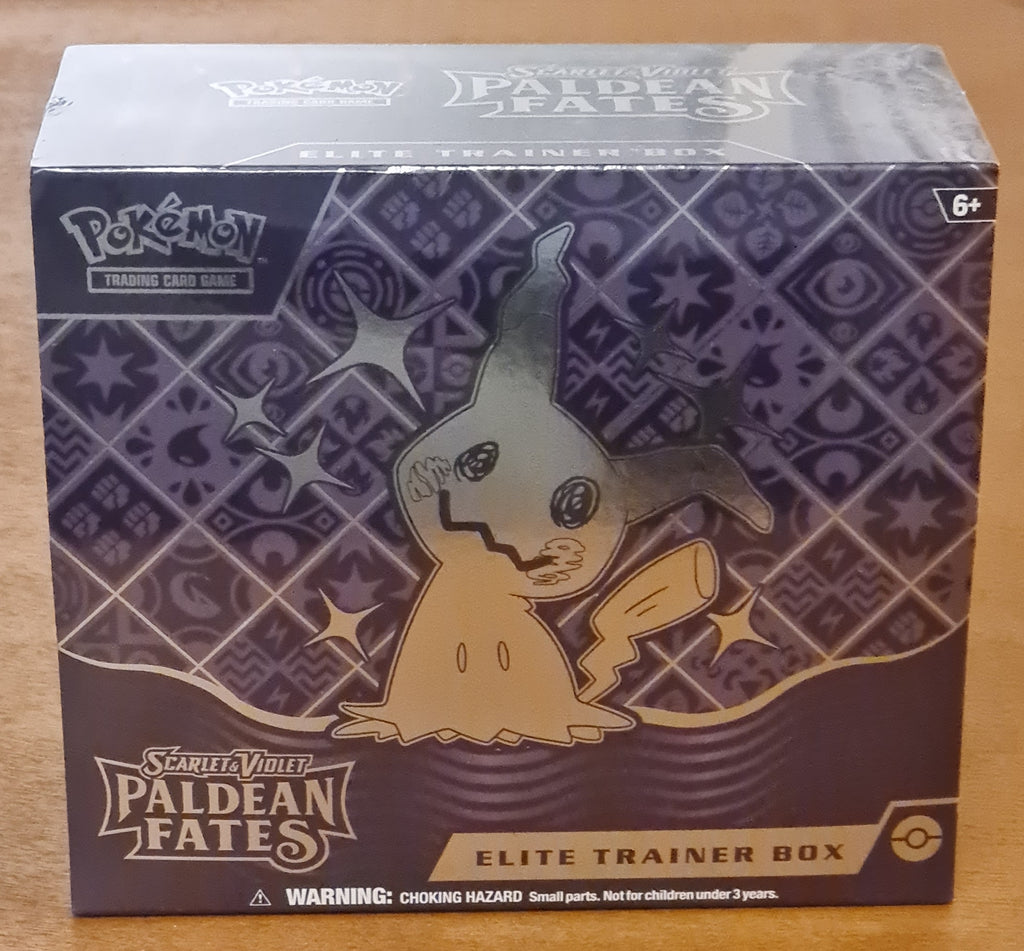 POKéMON
TRADING CARD GAME
SCARLET & VIOLET
PALDEAN
FATES
ELITE TRAINER BOX
POKéMON
TRADING CARD GAME
6+
SCARLET & VIOLET
PALDEAN
FATES
ELITE TRAINER BOX
WARNING: CHOKING HAZARD Small parts. Not for children under 3 years.